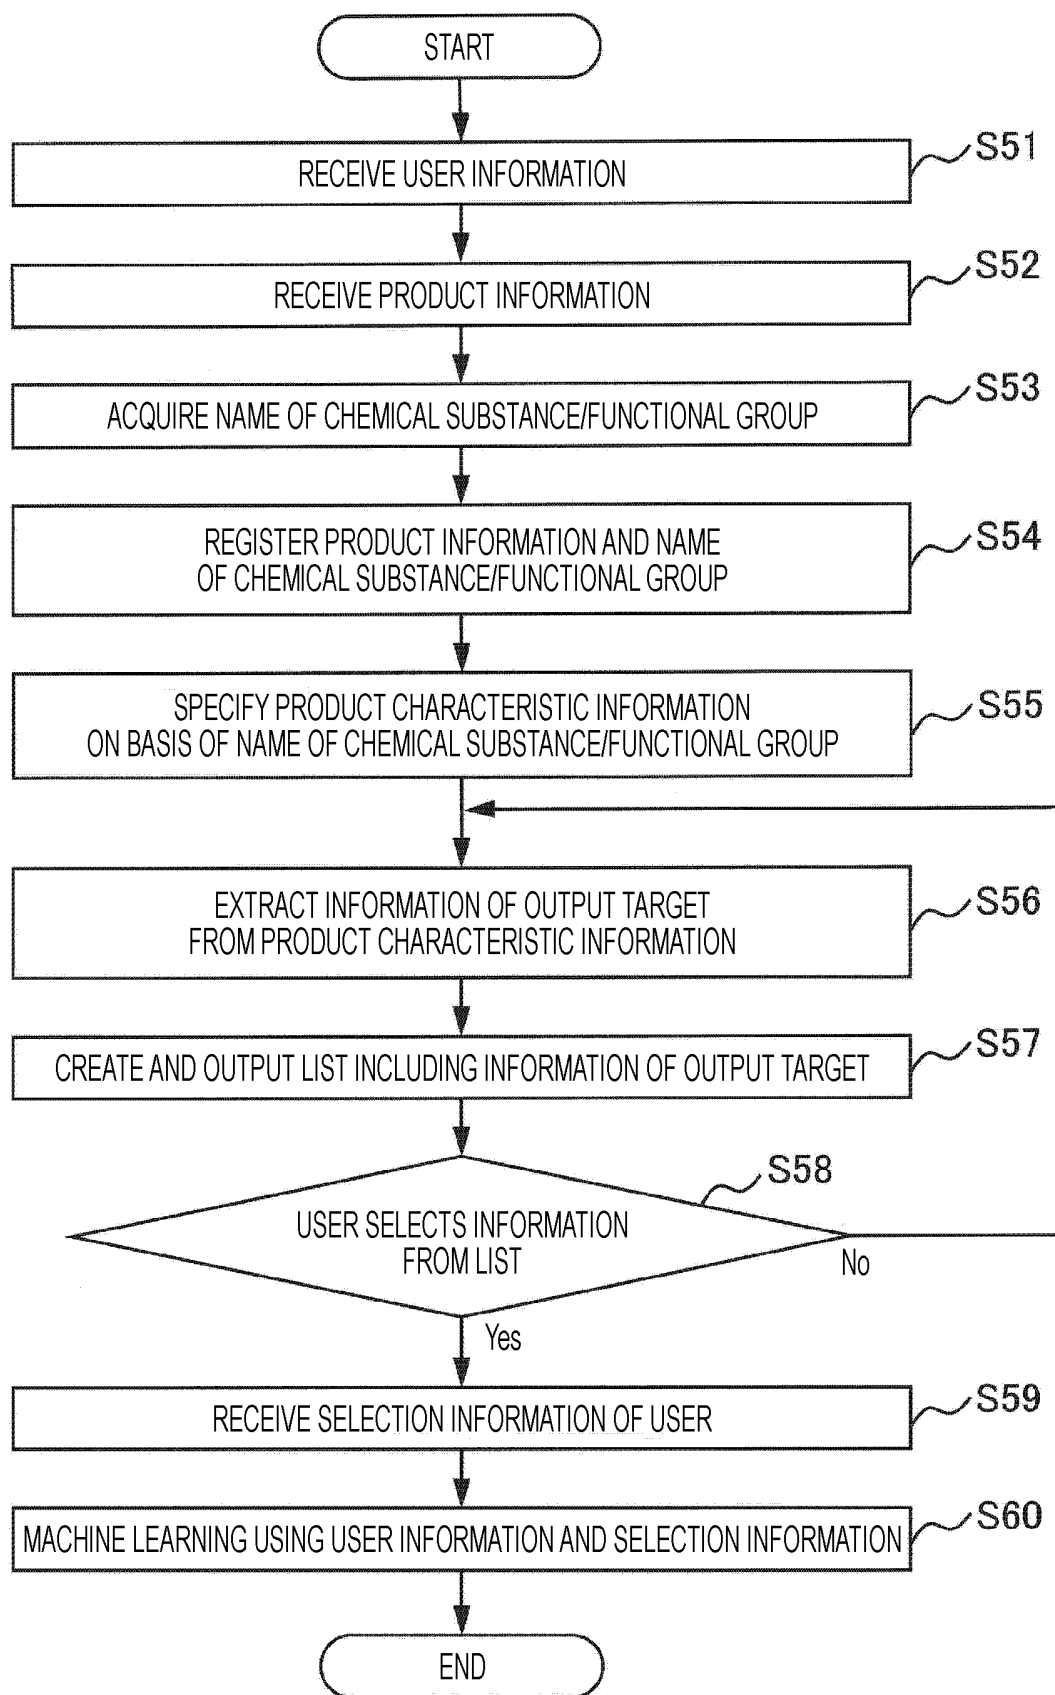 START
RECEIVE USER INFORMATION
S51
RECEIVE PRODUCT INFORMATION
S52
ACQUIRE NAME OF CHEMICAL SUBSTANCE/FUNCTIONAL GROUP
S53
REGISTER PRODUCT INFORMATION AND NAME
OF CHEMICAL SUBSTANCE/FUNCTIONAL GROUP
S54
SPECIFY PRODUCT CHARACTERISTIC INFORMATION
ON BASIS OF NAME OF CHEMICAL SUBSTANCE/FUNCTIONAL GROUP
S55
EXTRACT INFORMATION OF OUTPUT TARGET
FROM PRODUCT CHARACTERISTIC INFORMATION
S56
CREATE AND OUTPUT LIST INCLUDING INFORMATION OF OUTPUT TARGET
S57
USER SELECTS INFORMATION
FROM LIST
S58
No
Yes
RECEIVE SELECTION INFORMATION OF USER
S59
MACHINE LEARNING USING USER INFORMATION AND SELECTION INFORMATION
S60
END